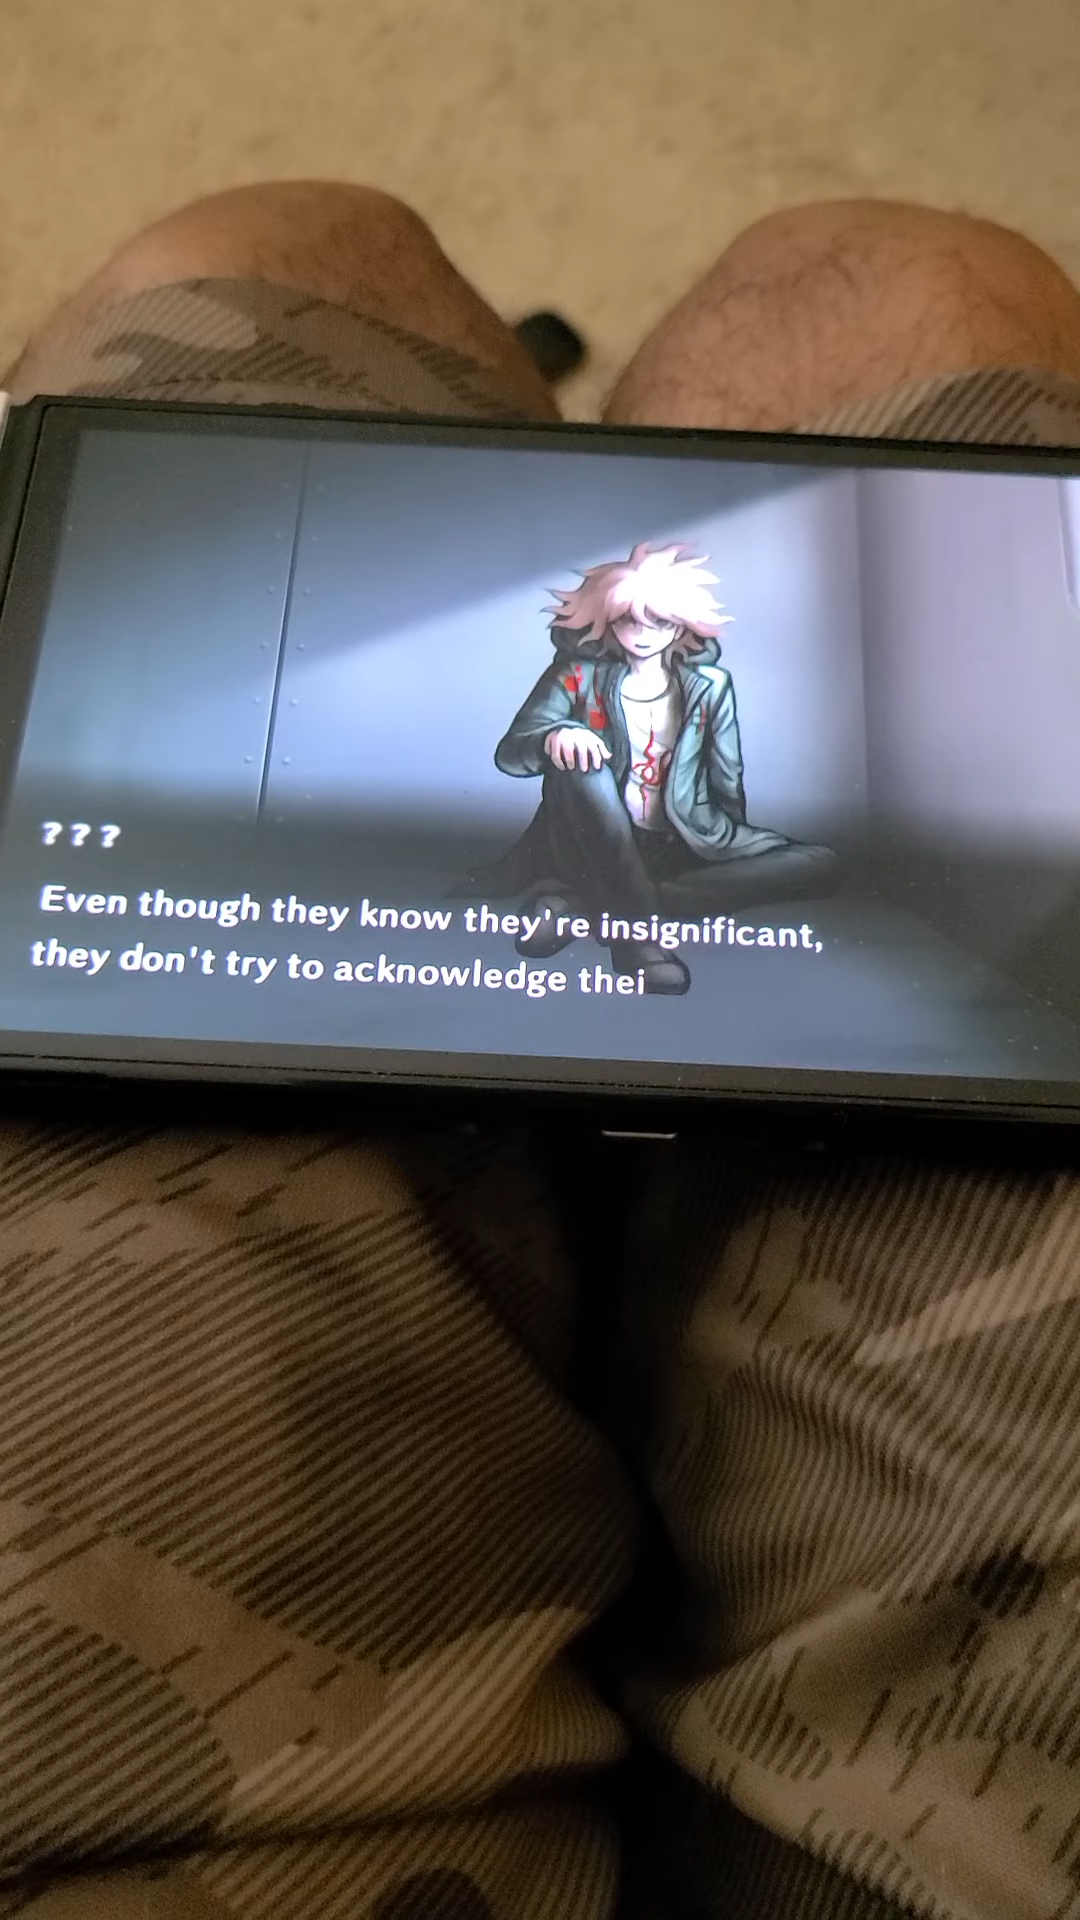 ? ? ?
Even though they know they're insignificant,
they don't try to acknowledge thei